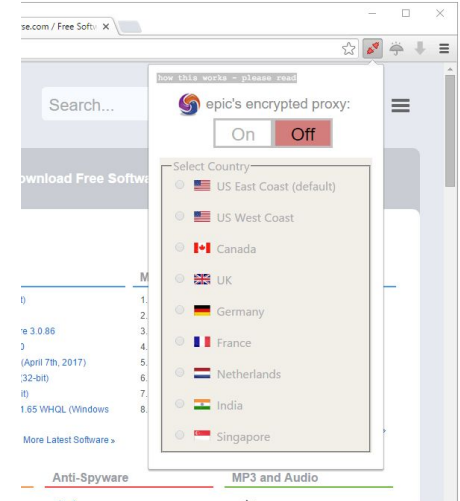 se.com / Free Softw
how this works - please read
epic's encrypted proxy:
On Off
Search...
ownload Free Softwa
Select Country
US East Coast (default)
US West Coast
Canada
UK
Germany
France
Netherlands
India
Singapore
M
t)
1.
2.
re 3.0.86
3.
4.
(April 7th, 2017)
5.
(32-bit)
6.
it)
7.
1.65 WHQL (Windows
8.
More Latest Software »
Anti-Spyware
MP3 and Audio